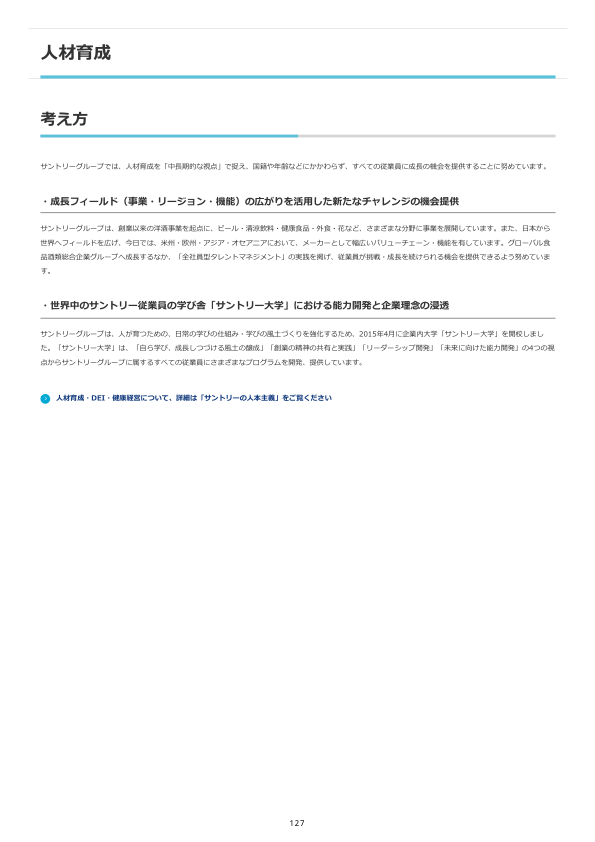 人材育成
考え方
サントリーグループでは、人材育成を「中長期的な視点」で捉え、国籍や年齢などにかかわらず、すべての従業員に成長の機会を提供することに努めています。
・成長フィールド（事業・リージョン・機能）の広がりを活用した新たなチャレンジの機会提供
サントリーグループは、創業以来の洋酒事業を起点に、ビール・清涼飲料・健康食品・外食・花など、さまざまな分野に事業を展開しています。また、日本から
世界へフィールドを広げ、今日では、米州・欧州・アジア・オセアニアにおいて、メーカーとして幅広いバリューチェーン・機能を有しています。グローバル食
品酒類総合企業グループへ成長するなか、「全社員型タレントマネジメント」の実践を掲げ、従業員が挑戦・成長を続けられる機会を提供できるよう努めていま
す。
・世界中のサントリー従業員の学び舎「サントリー大学」における能力開発と企業理念の浸透
サントリーグループは、人が育つための、日常の学びの仕組み・学びの風土づくりを強化するため、2015年4月に企業内大学「サントリー大学」を開校しまし
た。「サントリー大学」は、「自ら学び、成長しつづける風土の醸成」「創業の精神の共有と実践」「リーダーシップ開発」「未来に向けた能力開発」の4つの視
点からサントリーグループに属するすべての従業員にさまざまなプログラムを開発、提供しています。
人材育成・DEI・健康経営について、詳細は「サントリーの人本主義」をご覧ください
127